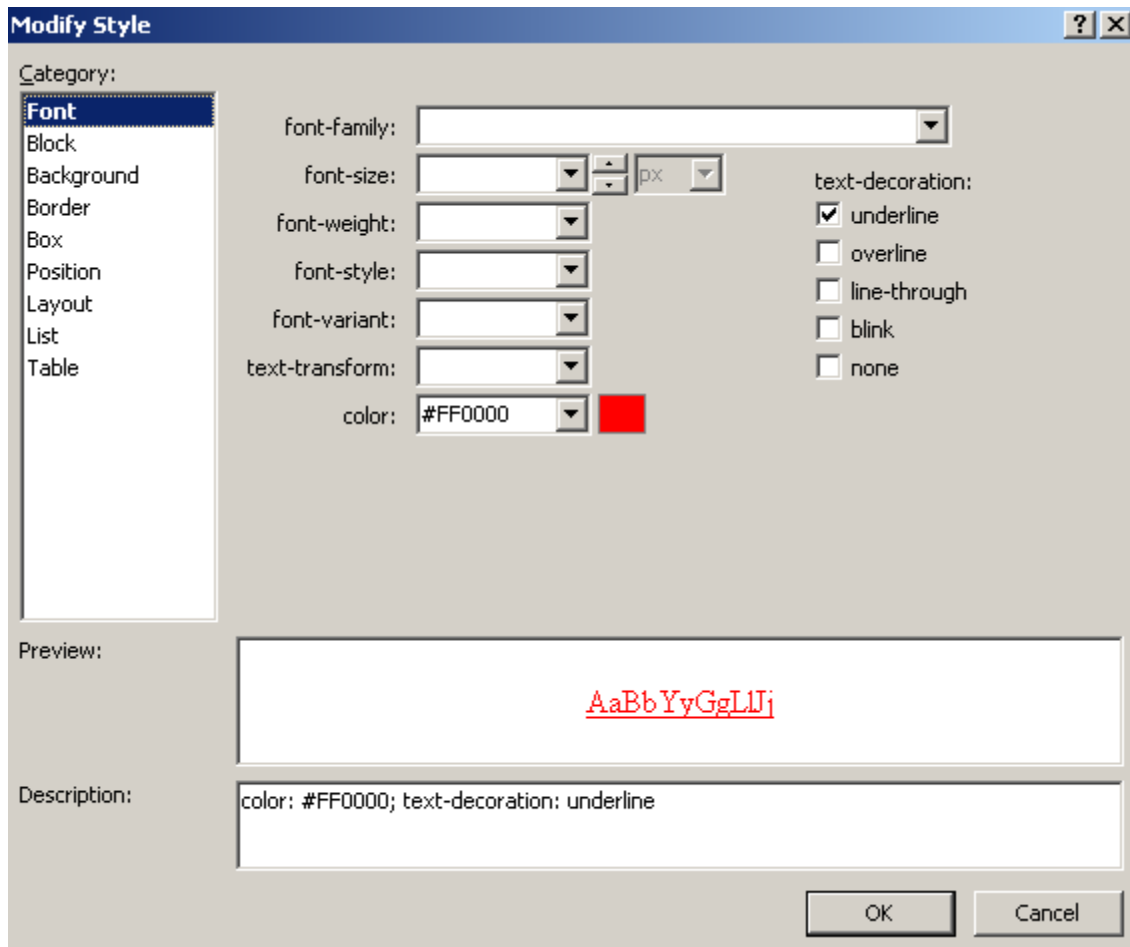 Modify Style
Category:
Font
Block
Background
Border
Box
Position
Layout
List
Table
font-family:
font-size: px
font-weight:
font-style:
font-variant:
text-transform:
color: #FF0000
text-decoration:
underline
overline
line-through
blink
none
Preview:
AaBbYyGgLlJj
Description:
color: #FF0000; text-decoration: underline
OK Cancel